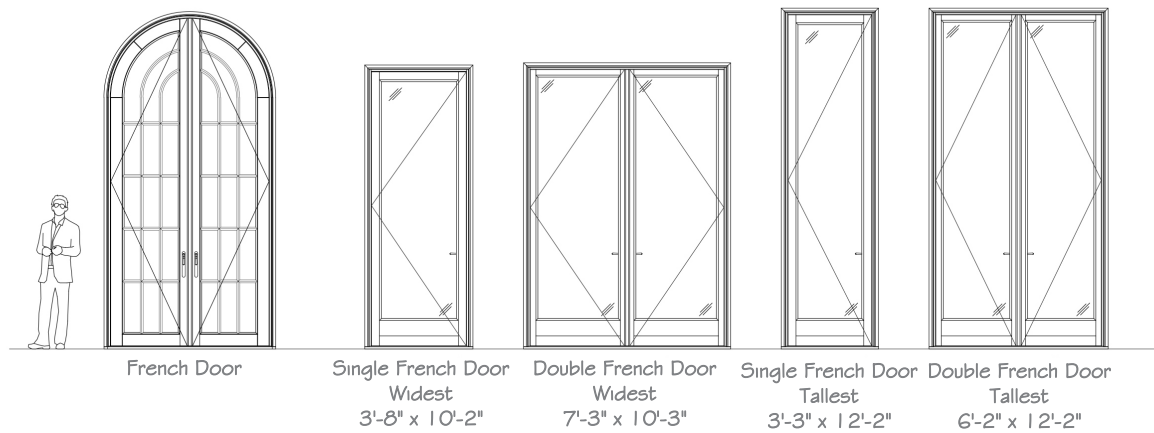 French Door
Single French Door
Widest
3'-8" x 10'-2"
Double French Door
Widest
7'-3" x 10'-3"
Single French Door
Tallest
3'-3" x 12'-2"
Double French Door
Tallest
6'-2" x 12'-2"